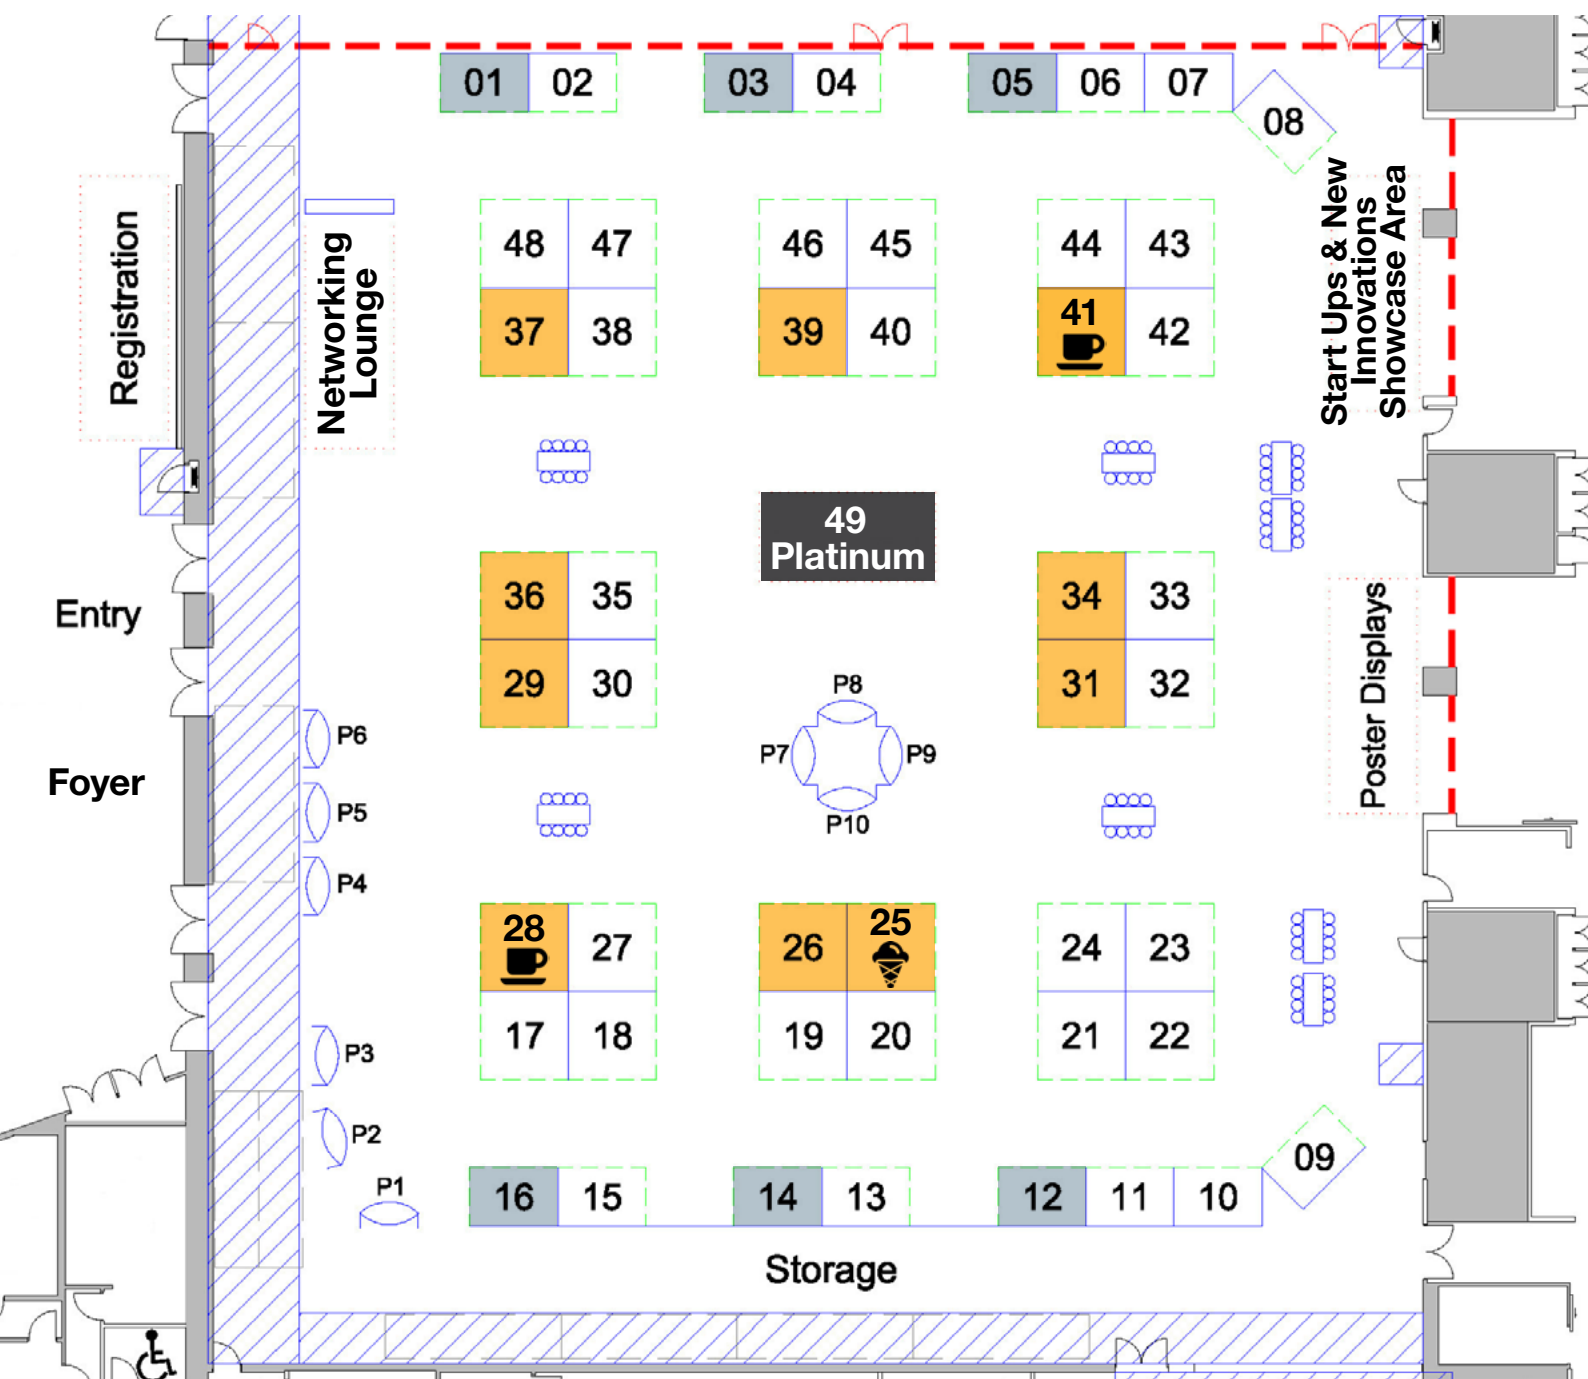 01 02 03 04 05 06 07
08
Registration
Networking
Lounge
48 47 46 45 44 43
37 38 39 40 41 42
Start Ups & New
Innovations
Showcase Area
49
Platinum
Entry
36 35 34 33
29 30 31 32
Poster Displays
Foyer
P6
P5
P4
P8
P7 P9
P10
28 27 26 25 24 23
17 18 19 20 21 22
P3
P2
P1
09
16 15 14 13 12 11 10
Storage